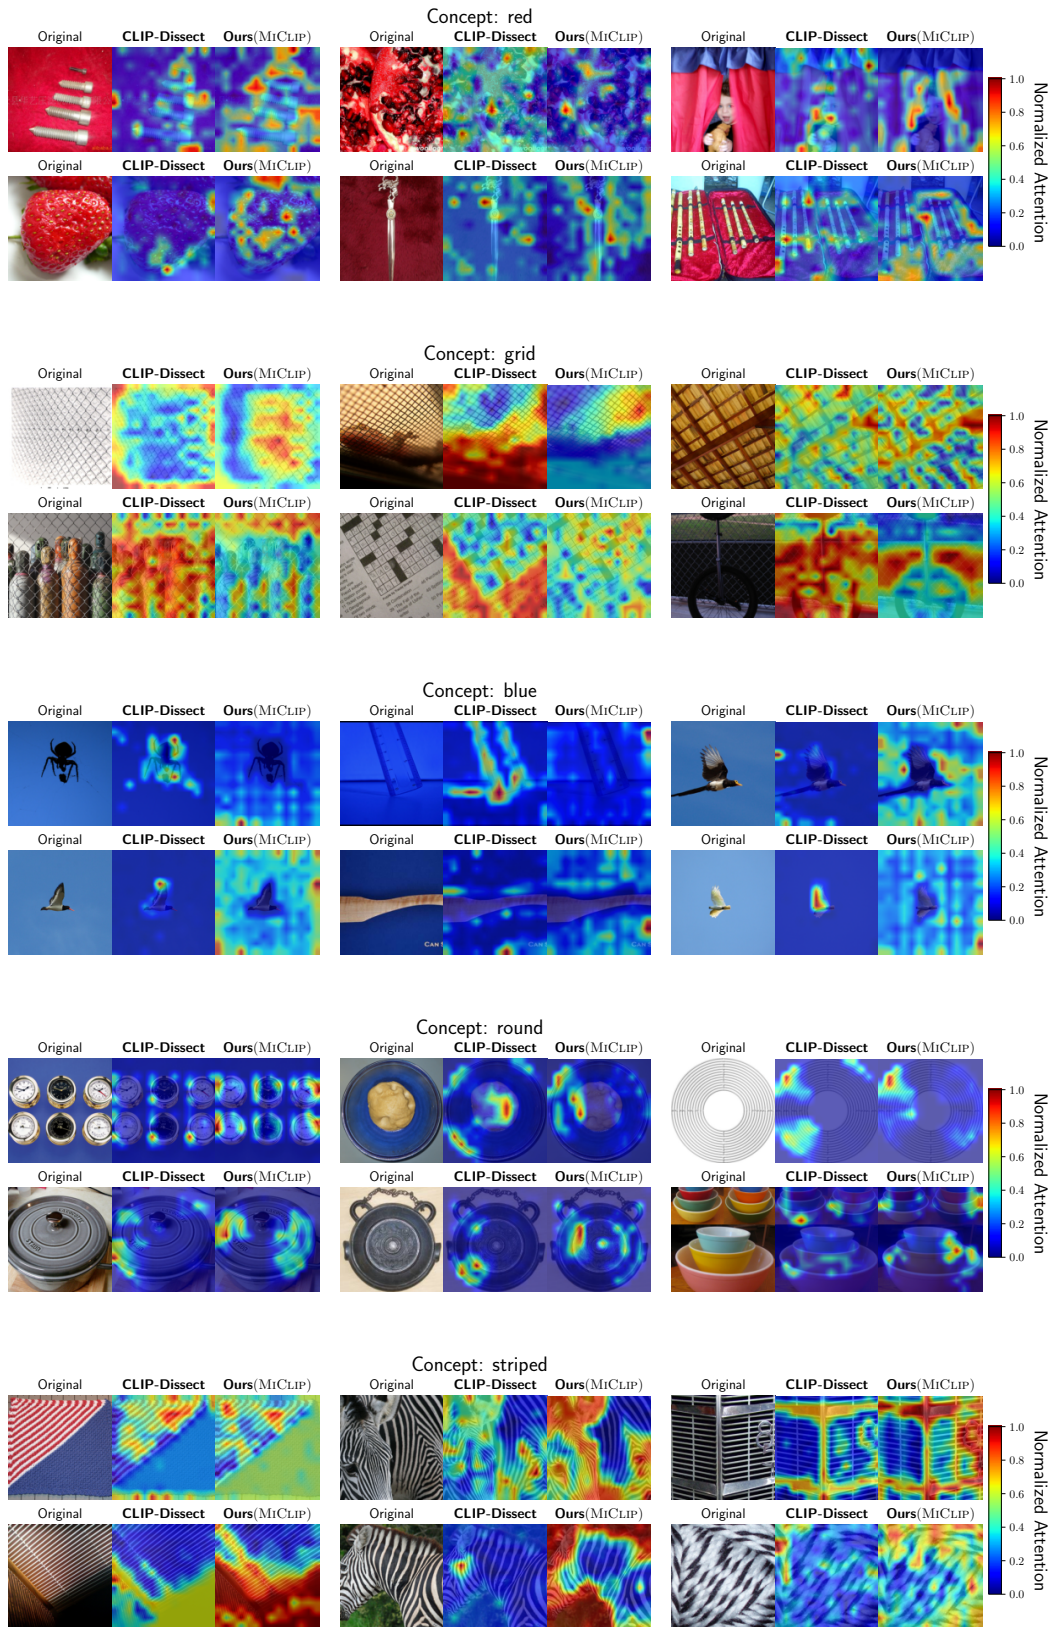 Concept: red
Original CLIP-Dissect Ours(MICLIP) Original CLIP-Dissect Ours(MICLIP) Original CLIP-Dissect Ours(MICLIP)
Original CLIP-Dissect Ours(MICLIP) Original CLIP-Dissect Ours(MICLIP) Original CLIP-Dissect Ours(MICLIP)
1.0
0.8
0.6
0.4
0.2
0.0
Normalized Attention
Concept: grid
Original CLIP-Dissect Ours(MICLIP) Original CLIP-Dissect Ours(MICLIP) Original CLIP-Dissect Ours(MICLIP)
Original CLIP-Dissect Ours(MICLIP) Original CLIP-Dissect Ours(MICLIP) Original CLIP-Dissect Ours(MICLIP)
1.0
0.8
0.6
0.4
0.2
0.0
Normalized Attention
Concept: blue
Original CLIP-Dissect Ours(MICLIP) Original CLIP-Dissect Ours(MICLIP) Original CLIP-Dissect Ours(MICLIP)
Original CLIP-Dissect Ours(MICLIP) Original CLIP-Dissect Ours(MICLIP) Original CLIP-Dissect Ours(MICLIP)
CAN
1.0
0.8
0.6
0.4
0.2
0.0
Normalized Attention
Concept: round
Original CLIP-Dissect Ours(MICLIP) Original CLIP-Dissect Ours(MICLIP) Original CLIP-Dissect Ours(MICLIP)
Original CLIP-Dissect Ours(MICLIP) Original CLIP-Dissect Ours(MICLIP) Original CLIP-Dissect Ours(MICLIP)
1.0
0.8
0.6
0.4
0.2
0.0
Normalized Attention
Concept: striped
Original CLIP-Dissect Ours(MICLIP) Original CLIP-Dissect Ours(MICLIP) Original CLIP-Dissect Ours(MICLIP)
Original CLIP-Dissect Ours(MICLIP) Original CLIP-Dissect Ours(MICLIP) Original CLIP-Dissect Ours(MICLIP)
1.0
0.8
0.6
0.4
0.2
0.0
Normalized Attention